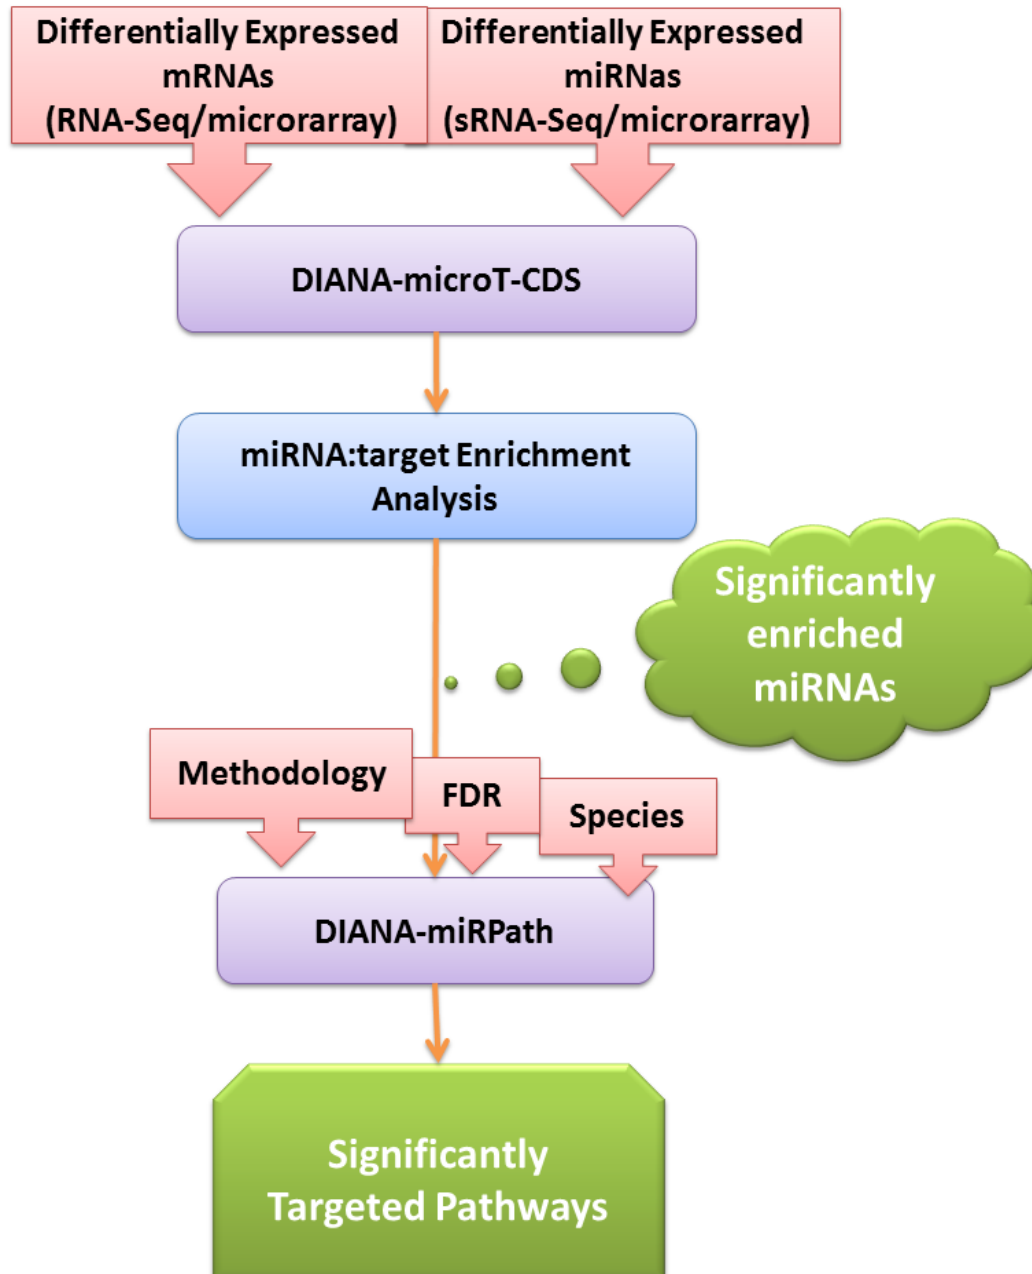 Differentially Expressed
mRNAs
(RNA-Seq/microrarray)
Differentially Expressed
miRNas
(sRNA-Seq/microrarray)
DIANA-microT-CDS
miRNA:target Enrichment
Analysis
Significantly
enriched
miRNAs
Methodology
FDR
Species
DIANA-miRPath
Significantly
Targeted Pathways